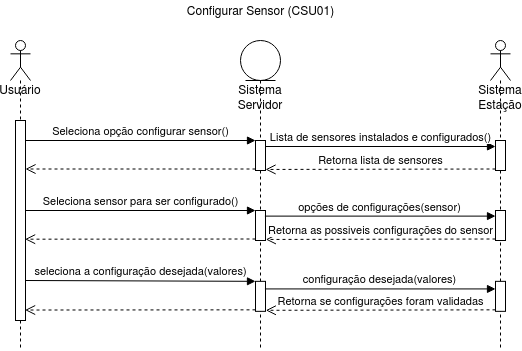 Configurar Sensor (CSU01)
Usuário
Sistema
Servidor
Sistema
Estação
Seleciona opção configurar sensor()
Lista de sensores instalados e configurados()
Retorna lista de sensores
Seleciona sensor para ser configurado()
opções de configurações(sensor)
Retorna as possiveis configurações do sensor
seleciona a configuração desejada(valores)
configuração desejada(valores)
Retorna se configurações foram validadas